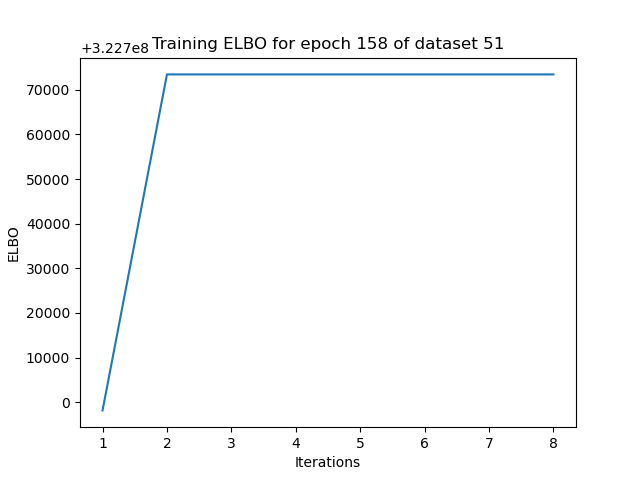 +3.227e8
Training ELBO for epoch 158 of dataset 51
70000
60000
50000
40000
30000
20000
10000
0
ELBO
1 2 3 4 5 6 7 8
Iterations